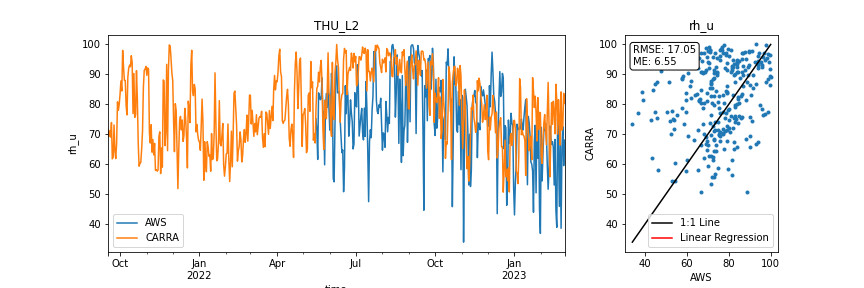 THU_L2
rh_u
100
90
80
70
60
50
40
rh_u
AWS
CARRA
Oct
Jan
2022
Apr
Jul
Oct
Jan
2023
time
rh_u
100
90
80
70
60
50
40
CARRA
RMSE: 17.05
ME: 6.55
1:1 Line
Linear Regression
40
60
80
100
AWS